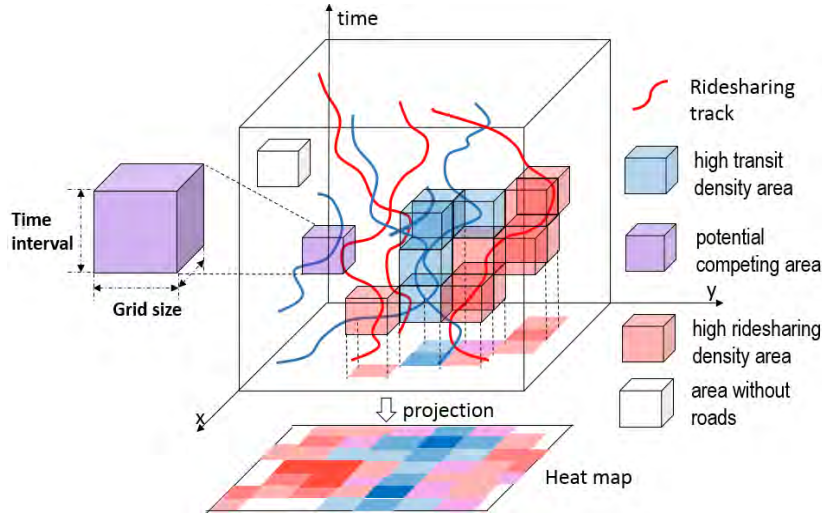 time
Ridesharing
track
high transit
density area
Time
interval
potential
competing area
Grid size
y
high ridesharing
density area
x
area without
roads
projection
Heat map